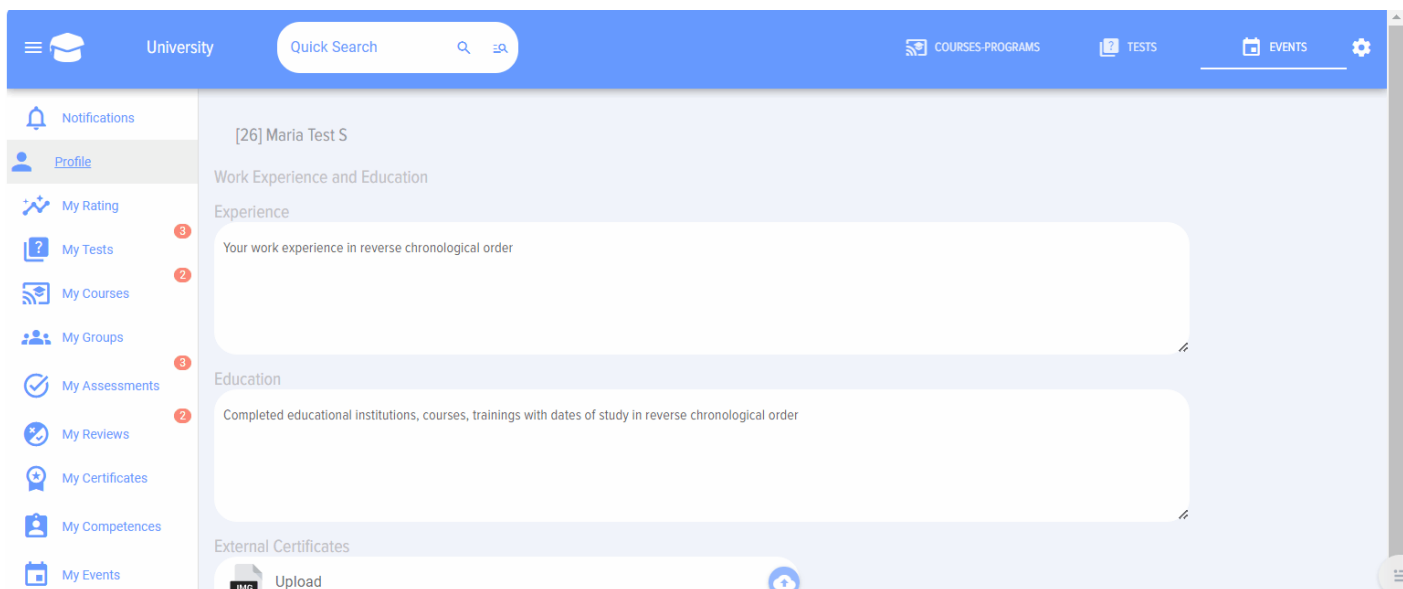 University
Quick Search
COURSES-PROGRAMS
? TESTS
EVENTS
Notifications
[26] Maria Test S
Profile
Work Experience and Education
My Rating
Experience
3
? My Tests
Your work experience in reverse chronological order
2
My Courses
My Groups
3
My Assessments
Education
2
Completed educational institutions, courses, trainings with dates of study in reverse chronological order
My Reviews
My Certificates
My Competences
External Certificates
My Events
IMG Upload